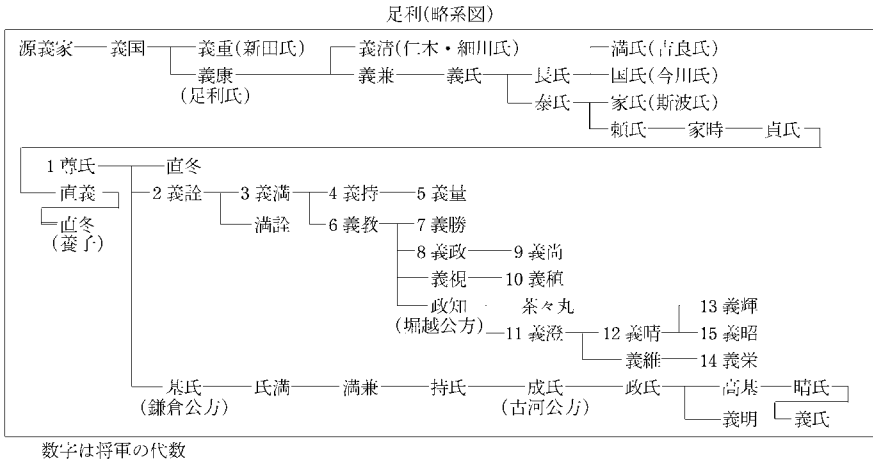 足利(略系図)
源義家 義国 義重(新田氏) 義清(仁木・細川氏) 満氏(吉良氏)
義康 義兼 義氏 長氏 国氏(今川氏)
(足利氏) 泰氏 家氏(斯波氏)
頼氏 家時 貞氏
1 尊氏 直冬
直義 2 義詮 3 義満 4 義持 5 義量
直冬 満詮 6 義教 7 義勝
(養子) 8 義政 9 義尚
義視 10 義稙
政知 茶々丸 13 義輝
(堀越公方) 11 義澄 12 義晴 15 義昭
義維 14 義栄
基氏 氏満 満兼 持氏 成氏 政氏 高基 晴氏
(鎌倉公方) (古河公方) 義明 義氏
数字は将軍の代数